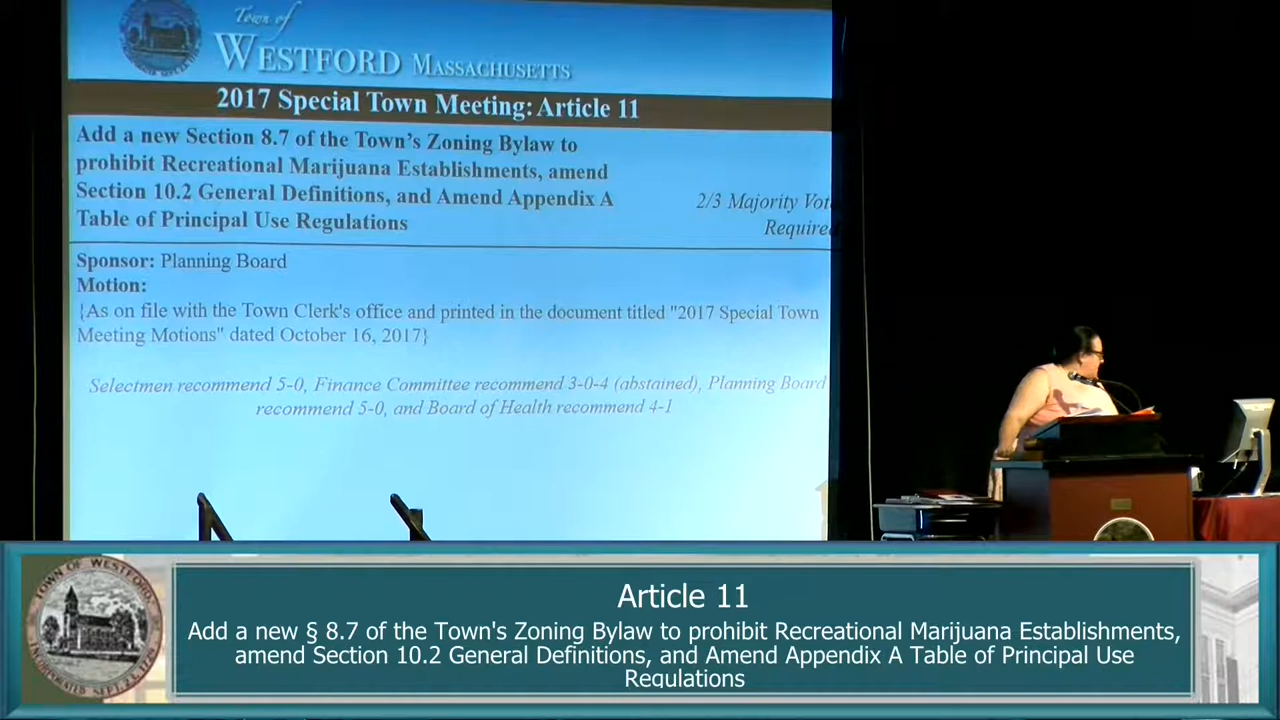 Town of
WESTFORD MASSACHUSETTS
2017 Special Town Meeting: Article 11
Add a new Section 8.7 of the Town's Zoning Bylaw to
prohibit Recreational Marijuana Establishments, amend
Section 10.2 General Definitions, and Amend Appendix A
Table of Principal Use Regulations
2/3 Majority Vot
Require
Sponsor: Planning Board
Motion:
{As on file with the Town Clerk's office and printed in the document titled "2017 Special Town
Meeting Motions" dated October 16, 2017}
Selectmen recommend 5-0, Finance Committee recommend 3-0-4 (abstained), Planning Board
recommend 5-0, and Board of Health recommend 4-1
TOWN OF WESTFORD
INCORPORATED SEPT. 23,
Article 11
Add a new § 8.7 of the Town's Zoning Bylaw to prohibit Recreational Marijuana Establishments,
amend Section 10.2 General Definitions, and Amend Appendix A Table of Principal Use
Regulations